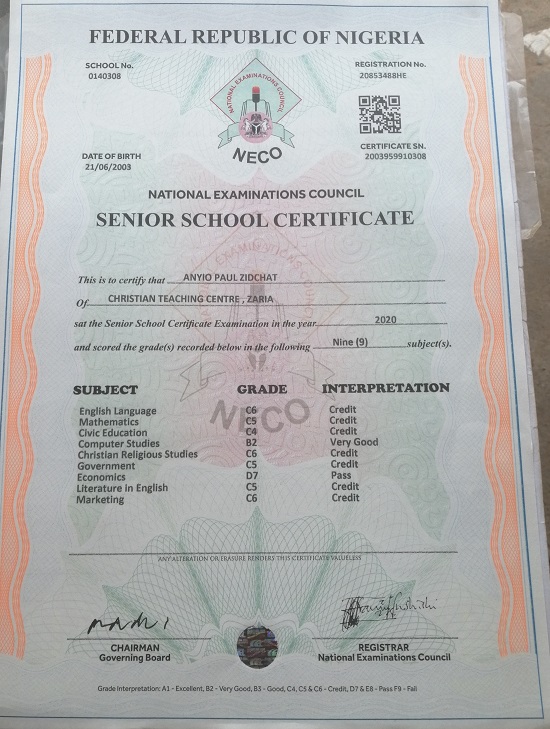 FEDERAL REPUBLIC OF NIGERIA
SCHOOL No.
0140308
REGISTRATION No.
20853488HE
NATIONAL EXAMINATIONS COUNCIL
NECO
CERTIFICATE SN.
2003959910308
DATE OF BIRTH
21/06/2003
NATIONAL EXAMINATIONS COUNCIL
SENIOR SCHOOL CERTIFICATE
This is to certify that ANYIO PAUL ZIDCHAT
Of CHRISTIAN TEACHING CENTRE , ZARIA
sat the Senior School Certificate Examination in the year 2020
and scored the grade(s) recorded below in the following Nine (9) subject(s).
SUBJECT GRADE INTERPRETATION
English Language C6 Credit
Mathematics C5 Credit
Civic Education C4 Credit
Computer Studies B2 Very Good
Christian Religious Studies C6 Credit
Government C5 Credit
Economics D7 Pass
Literature in English C5 Credit
Marketing C6 Credit
NECO
ANY ALTERATION OR ERASURE RENDERS THIS CERTIFICATE VALUELESS
CHAIRMAN
Governing Board
REGISTRAR
National Examinations Council
Grade Interpretation: A1 - Excellent, B2 - Very Good, B3 - Good, C4, C5 & C6 - Credit, D7 & E8 - Pass F9 - Fail